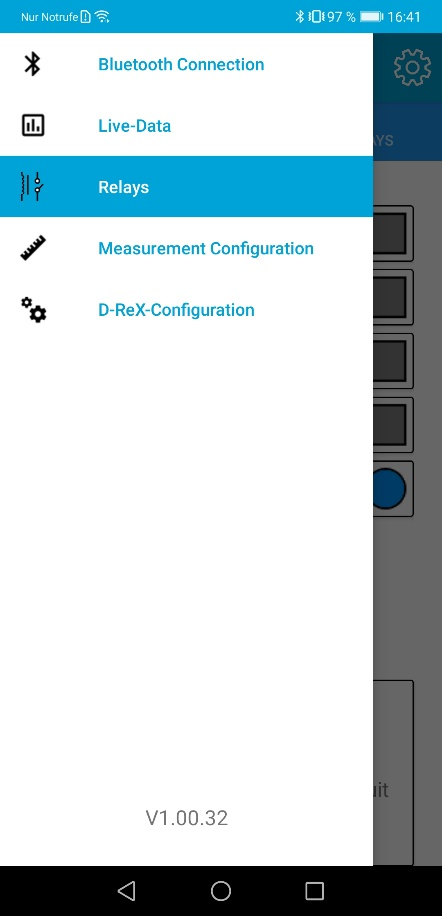 Nur Notrufe 97 % 16:41
Bluetooth Connection
Live-Data
Relays
Measurement Configuration
D-ReX-Configuration
V1.00.32